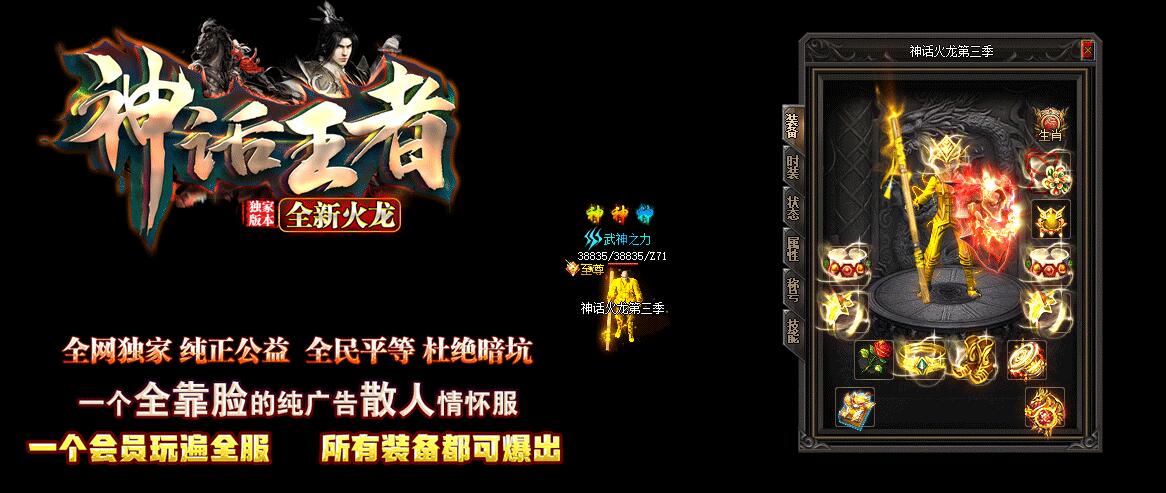 神话王者
独家版本 全新火龙
全网独家 纯正公益 全民平等 杜绝暗坑
一个全靠脸的纯广告散人情怀服
一个会员玩遍全服 所有装备都可爆出
神 神 神
武神之力
38835/38835/Z71
至尊
神话火龙第三季
神话火龙第三季
装备
时装
状态
属性
称号
技能
生肖